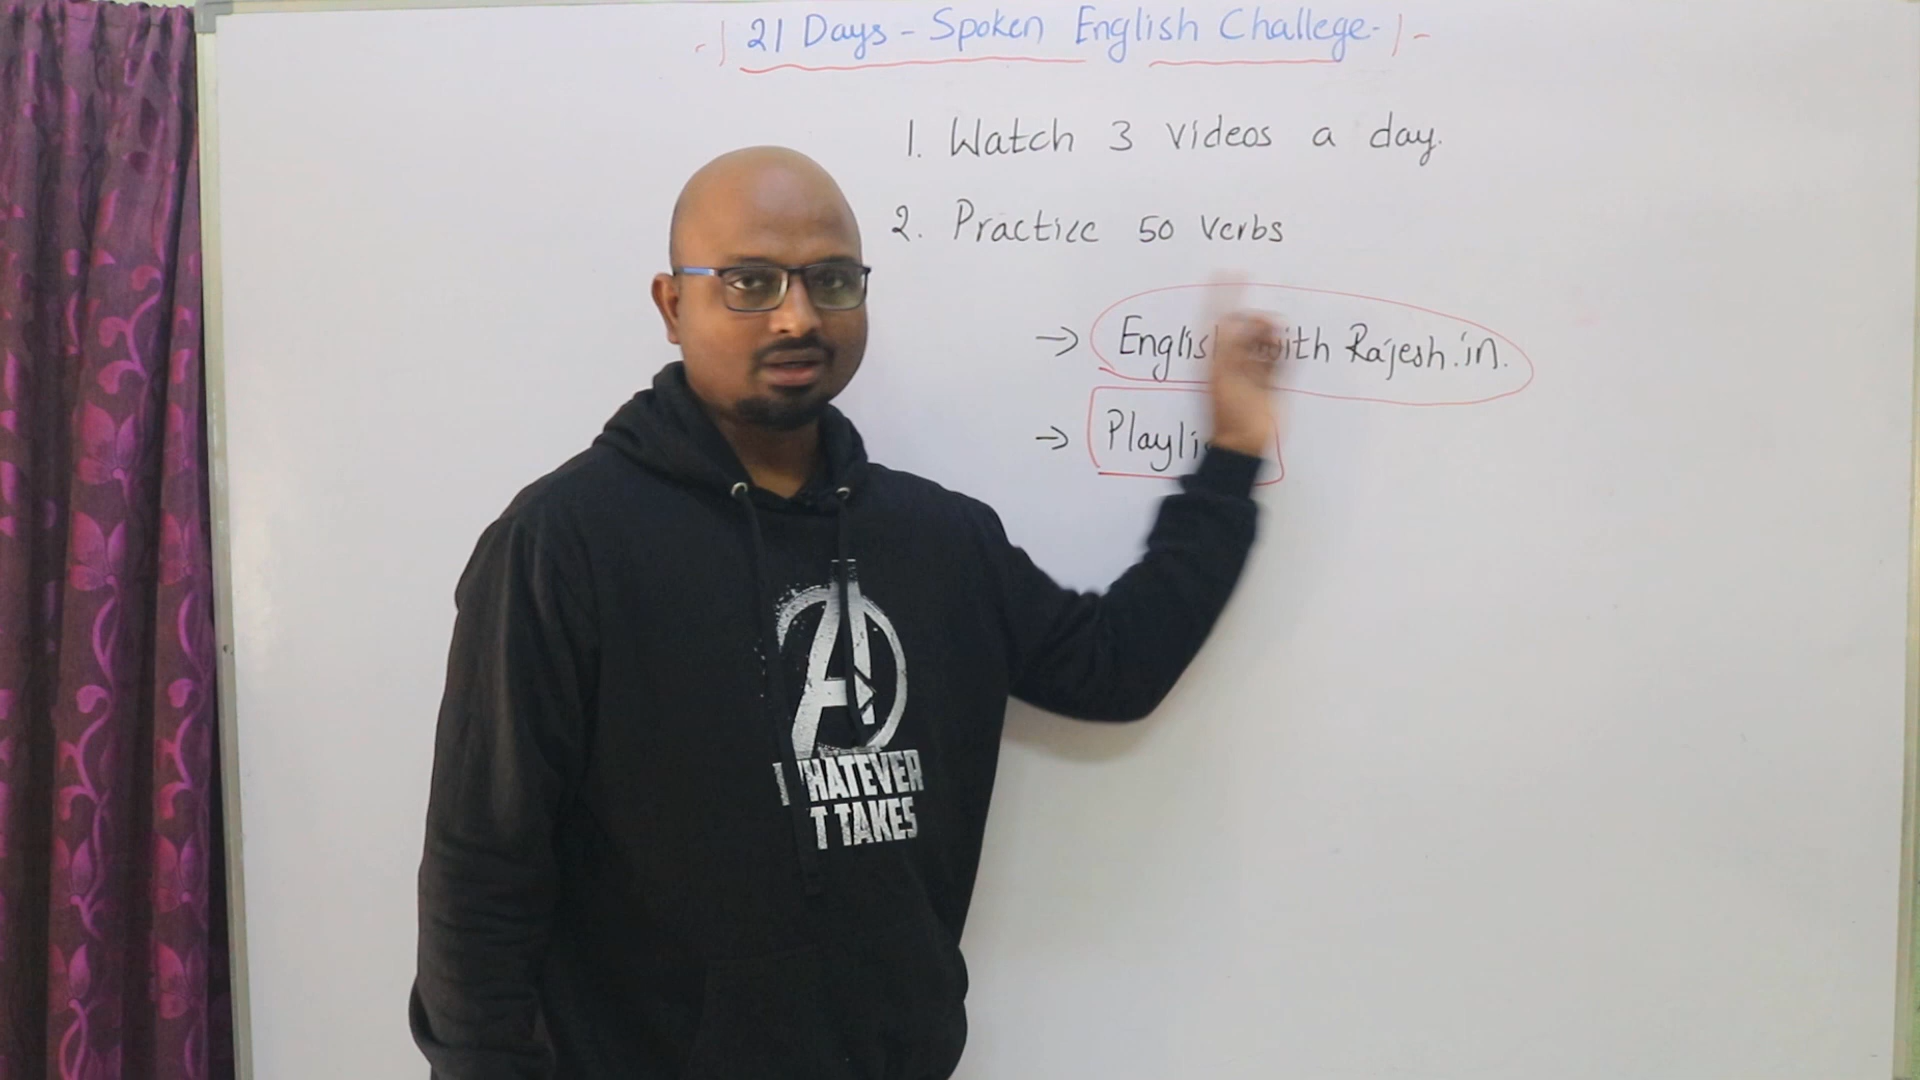 21 Days - Spoken English Challege -
1. Watch 3 videos a day.
2. Practice 50 verbs
→ English with Rajesh.in.
→
WHATEVER
IT TAKES